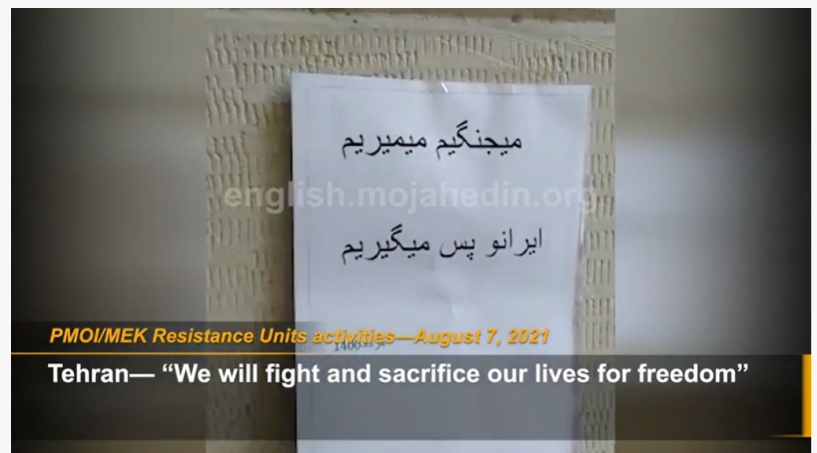 میجنگیم میمیریم
english.mojahedin.org
ایرانو پس میگیریم
PMOI/MEK Resistance Units activities—August 7, 2021
Tehran— “We will fight and sacrifice our lives for freedom”